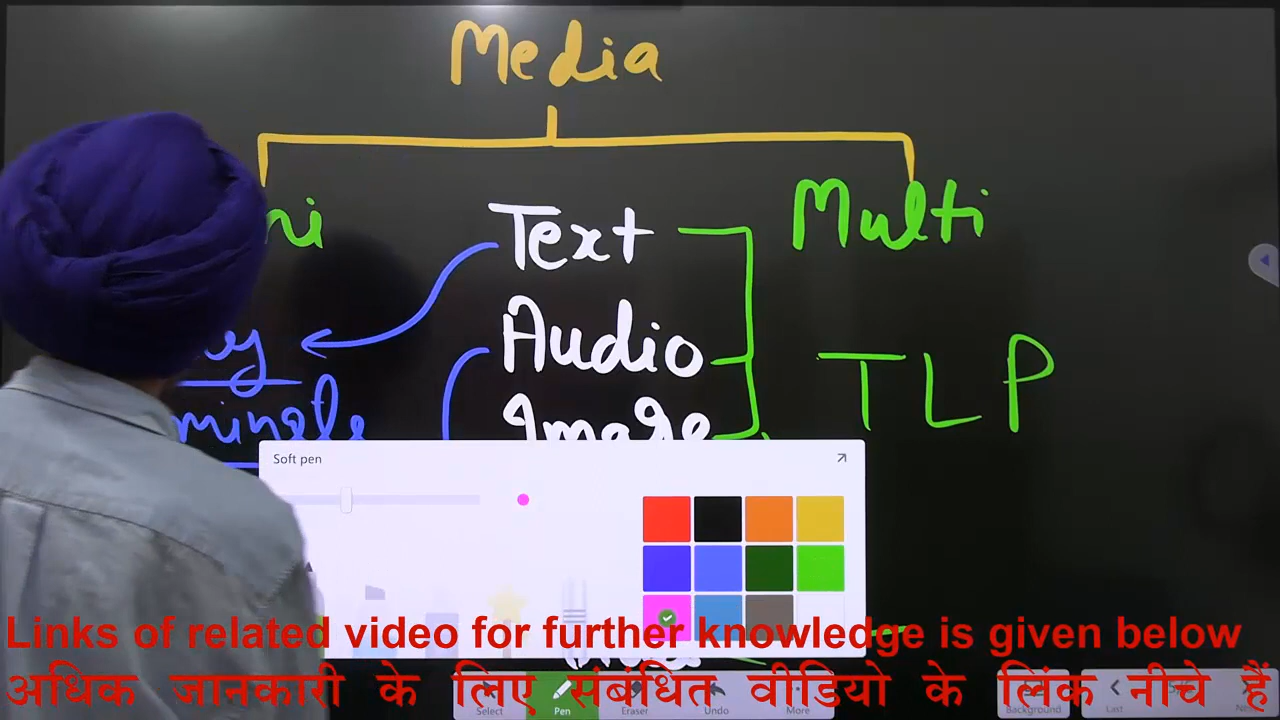 Media
Text
Multi
Audio
TLP
Image
Soft pen
Links of related video for further knowledge is given below
अधिक जानकारी के लिए संबंधित वीडियो के लिंक नीचे हैं
Select
Pen
Eraser
Undo
More
Background
Last